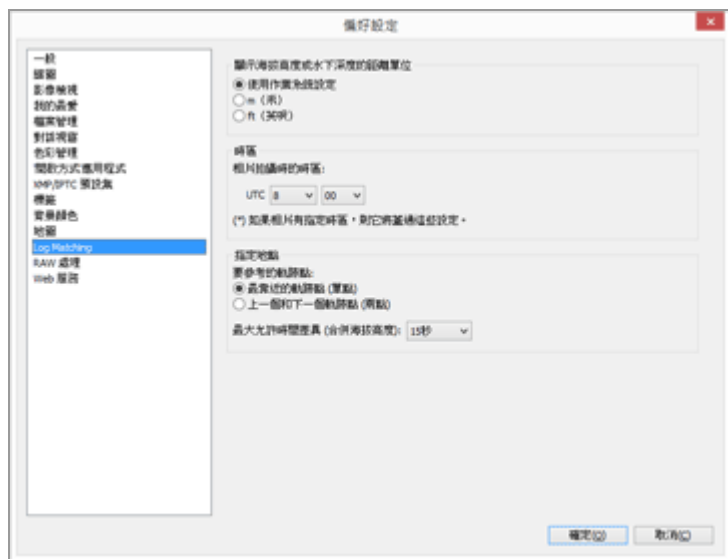 偏好設定
一般
縮圖
影像檢視
我的最愛
檔案管理
對話視窗
色彩管理
開啟方式應用程式
XMP/IPTC 預設集
標籤
背景顏色
地圖
Log Matching
RAW 處理
Web 服務
顯示海拔高度或水下深度的距離單位
使用作業系統設定
m (米)
ft (英呎)
時區
相片拍攝時的時區:
UTC 8 00
(*) 如果相片有指定時區，則它將蓋過這些設定。
指定地點
要參考的軌跡點:
最靠近的軌跡點 (單點)
上一個和下一個軌跡點 (兩點)
最大允許時間差異 (合併海拔高度): 15秒
確定(O)
取消(C)